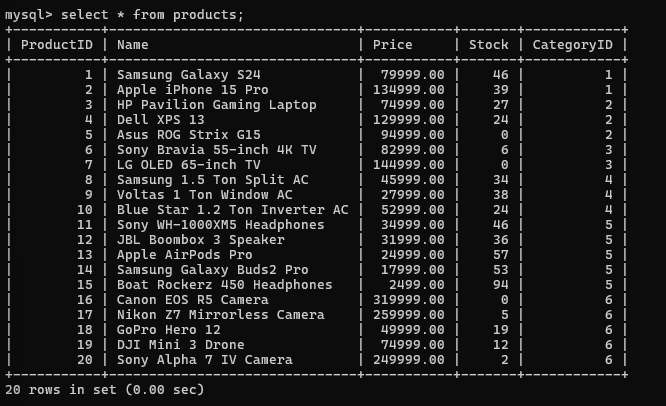 mysql> select * from products;
+-----------+-------------------------------+-----------+-------+------------+
| ProductID | Name                          | Price     | Stock | CategoryID |
+-----------+-------------------------------+-----------+-------+------------+
|         1 | Samsung Galaxy S24            |  79999.00 |    46 |          1 |
|         2 | Apple iPhone 15 Pro           | 134999.00 |    39 |          1 |
|         3 | HP Pavilion Gaming Laptop     |  74999.00 |    27 |          2 |
|         4 | Dell XPS 13                   | 129999.00 |    24 |          2 |
|         5 | Asus ROG Strix G15            |  94999.00 |     0 |          2 |
|         6 | Sony Bravia 55-inch 4K TV     |  82999.00 |     6 |          3 |
|         7 | LG OLED 65-inch TV            | 144999.00 |     0 |          3 |
|         8 | Samsung 1.5 Ton Split AC      |  45999.00 |    34 |          4 |
|         9 | Voltas 1 Ton Window AC        |  27999.00 |    38 |          4 |
|        10 | Blue Star 1.2 Ton Inverter AC |  52999.00 |    24 |          4 |
|        11 | Sony WH-1000XM5 Headphones    |  34999.00 |    46 |          5 |
|        12 | JBL Boombox 3 Speaker         |  31999.00 |    36 |          5 |
|        13 | Apple AirPods Pro             |  24999.00 |    57 |          5 |
|        14 | Samsung Galaxy Buds2 Pro      |  17999.00 |    53 |          5 |
|        15 | Boat Rockerz 450 Headphones   |   2499.00 |    94 |          5 |
|        16 | Canon EOS R5 Camera           | 319999.00 |     0 |          6 |
|        17 | Nikon Z7 Mirrorless Camera    | 259999.00 |     5 |          6 |
|        18 | GoPro Hero 12                 |  49999.00 |    19 |          6 |
|        19 | DJI Mini 3 Drone              |  74999.00 |    12 |          6 |
|        20 | Sony Alpha 7 IV Camera        | 249999.00 |     2 |          6 |
+-----------+-------------------------------+-----------+-------+------------+
20 rows in set (0.00 sec)